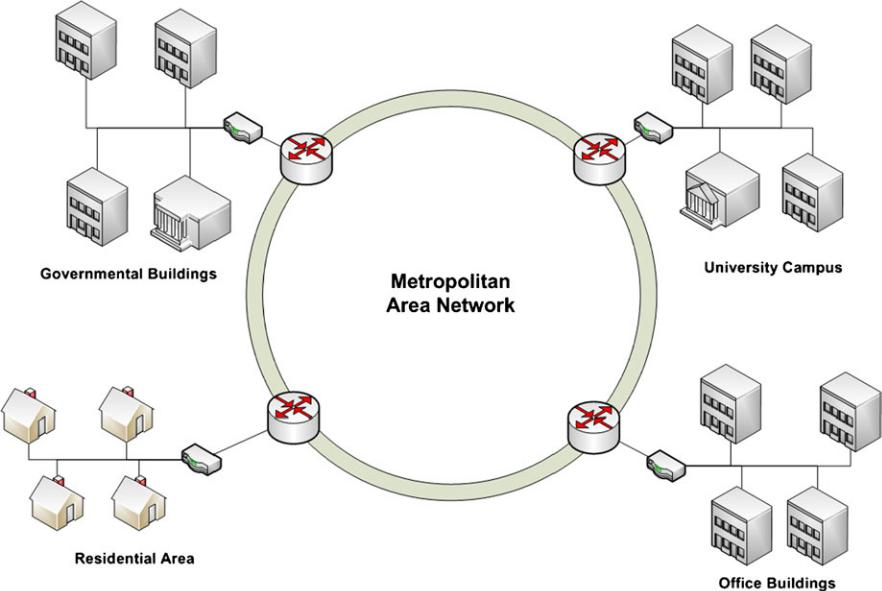 Governmental Buildings
University Campus
Metropolitan
Area Network
Residential Area
Office Buildings